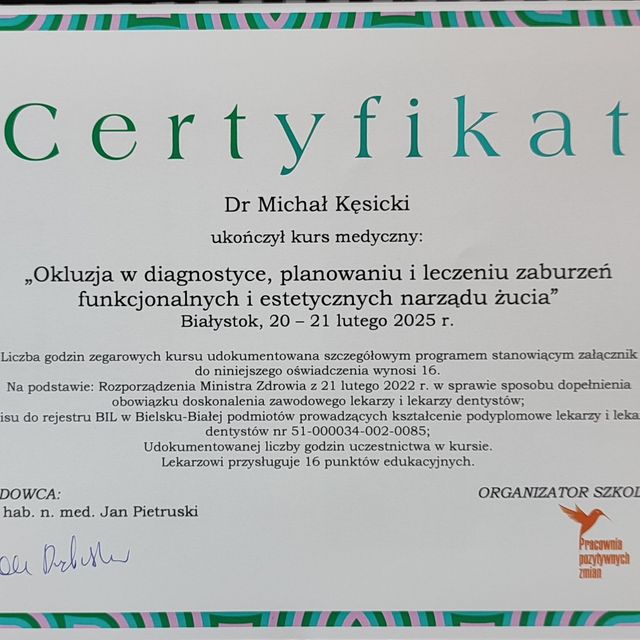 Certyfikat
Dr Michał Kęsicki
ukończył kurs medyczny:
„Okluzja w diagnostyce, planowaniu i leczeniu zaburzeń
funkcjonalnych i estetycznych narządu żucia”
Białystok, 20 – 21 lutego 2025 r.
Liczba godzin zegarowych kursu udokumentowana szczegółowym programem stanowiącym załącznik
do niniejszego oświadczenia wynosi 16.
Na podstawie: Rozporządzenia Ministra Zdrowia z 21 lutego 2022 r. w sprawie sposobu dopełnienia
obowiązku doskonalenia zawodowego lekarzy i lekarzy dentystów;
isu do rejestru BIL w Bielsku-Białej podmiotów prowadzących kształcenie podyplomowe lekarzy i leka
dentystów nr 51-000034-002-0085;
Udokumentowanej liczby godzin uczestnictwa w kursie.
Lekarzowi przysługuje 16 punktów edukacyjnych.
DOWCA:
ORGANIZATOR SZKOL
hab. n. med. Jan Pietruski
Pracownia
pozytywnych
zmian